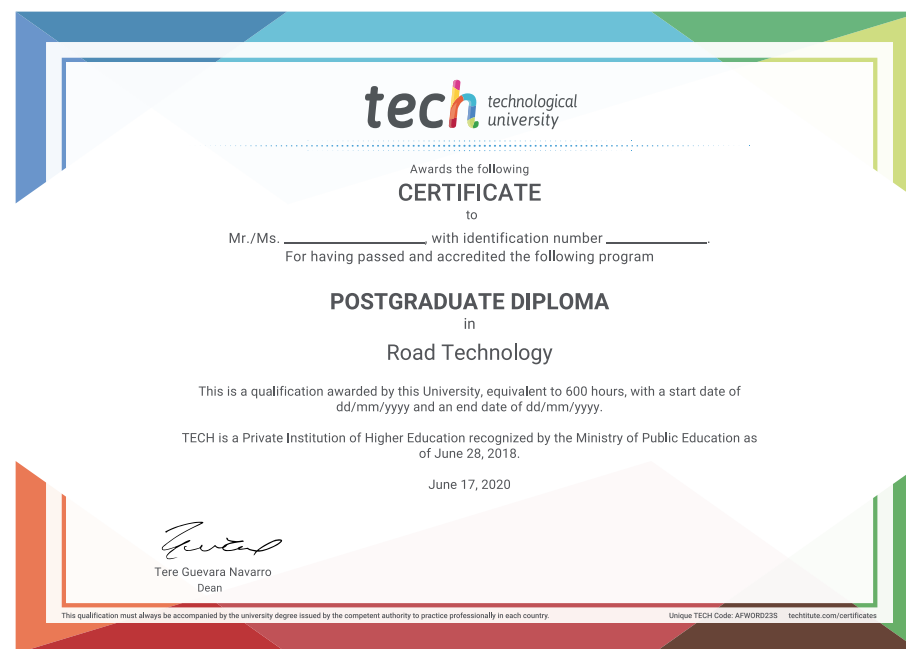 tech technological
university
Awards the following
CERTIFICATE
to
Mr./Ms. ____________________, with identification number ______________.
For having passed and accredited the following program
POSTGRADUATE DIPLOMA
in
Road Technology
This is a qualification awarded by this University, equivalent to 600 hours, with a start date of
dd/mm/yyyy and an end date of dd/mm/yyyy.
TECH is a Private Institution of Higher Education recognized by the Ministry of Public Education as
of June 28, 2018.
June 17, 2020
Tere Guevara Navarro
Dean
This qualification must always be accompanied by the university degree issued by the competent authority to practice professionally in each country. Unique TECH Code: AFWORD23S techtitute.com/certificates